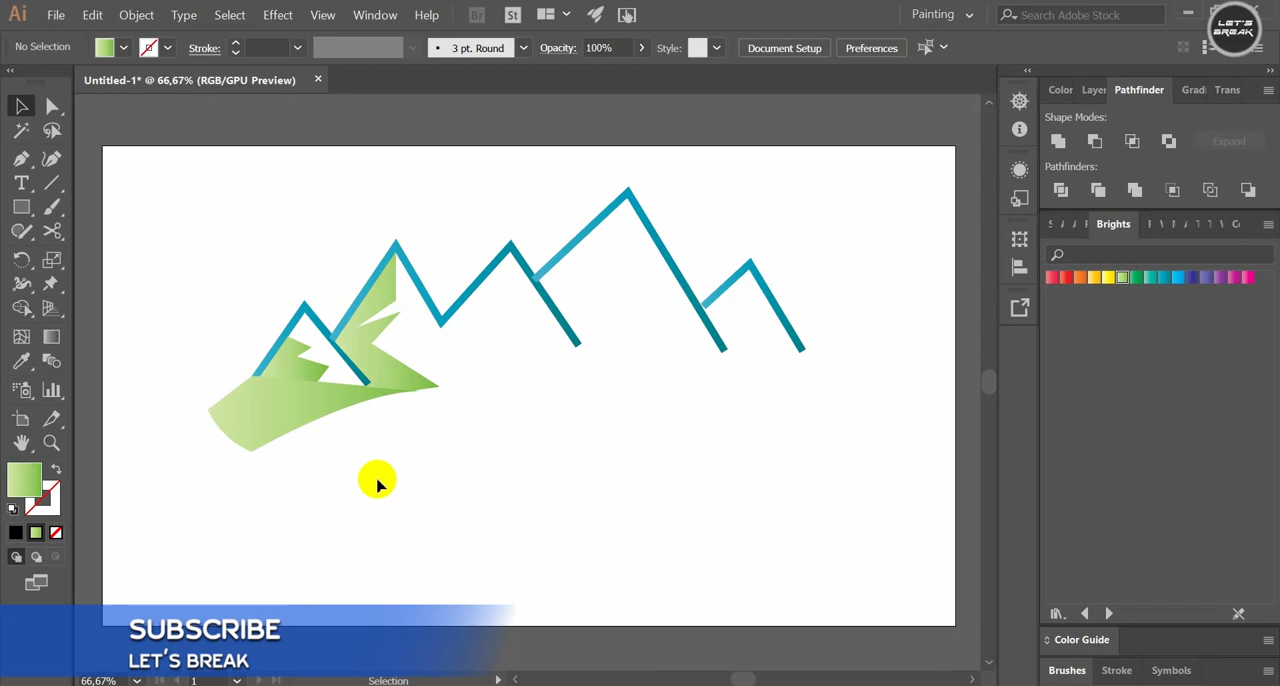 Ai File Edit Object Type Select Effect View Window Help Br St Painting Search Adobe Stock
LET'S
BREAK
No Selection Stroke: 3 pt. Round Opacity: 100% Style: Document Setup Preferences
Untitled-1* @ 66,67% (RGB/GPU Preview) ×
Color Layer Pathfinder Gradi Trans
Shape Modes:
Expand
Pathfinders:
Brights
SUBSCRIBE
LET'S BREAK
Color Guide
Brushes Stroke Symbols
66,67% 1 Selection